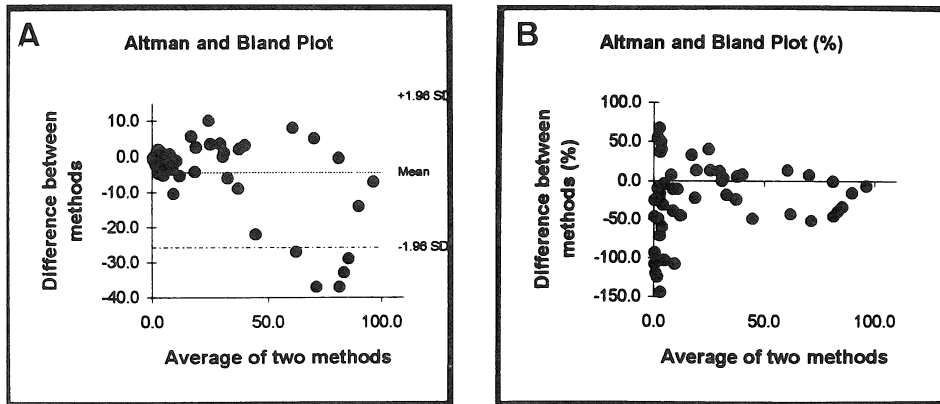 A
Altman and Bland Plot
+1.96 SD
Difference between
methods
10.0
0.0
-10.0
-20.0
-30.0
-40.0
Mean
-1.96 SD
0.0 50.0 100.0
Average of two methods
B
Altman and Bland Plot (%)
Difference between
methods (%)
100.0
50.0
0.0
-50.0
-100.0
-150.0
0.0 50.0 100.0
Average of two methods